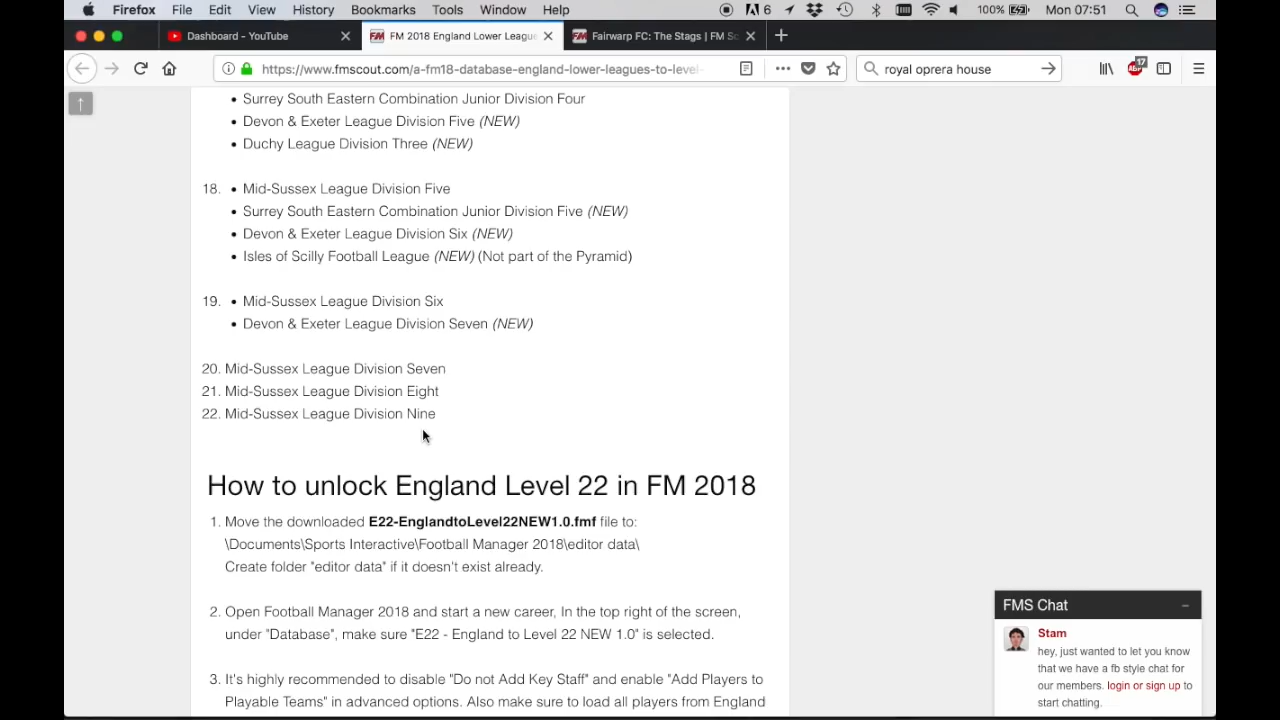 Firefox File Edit View History Bookmarks Tools Window Help 6 100% Mon 07:51
Dashboard - YouTube FM 2018 England Lower League Fairwarp FC: The Stags | FM Sc
https://www.fmscout.com/a-fm18-database-england-lower-leagues-to-level- royal oprera house 17
• Surrey South Eastern Combination Junior Division Four
• Devon & Exeter League Division Five (NEW)
• Duchy League Division Three (NEW)
18. • Mid-Sussex League Division Five
• Surrey South Eastern Combination Junior Division Five (NEW)
• Devon & Exeter League Division Six (NEW)
• Isles of Scilly Football League (NEW) (Not part of the Pyramid)
19. • Mid-Sussex League Division Six
• Devon & Exeter League Division Seven (NEW)
20. Mid-Sussex League Division Seven
21. Mid-Sussex League Division Eight
22. Mid-Sussex League Division Nine
How to unlock England Level 22 in FM 2018
1. Move the downloaded E22-EnglandtoLevel22NEW1.0.fmf file to:
\Documents\Sports Interactive\Football Manager 2018\editor data\
Create folder "editor data" if it doesn't exist already.
2. Open Football Manager 2018 and start a new career, In the top right of the screen,
under "Database", make sure "E22 - England to Level 22 NEW 1.0" is selected.
3. It's highly recommended to disable "Do not Add Key Staff" and enable "Add Players to
Playable Teams" in advanced options. Also make sure to load all players from England
FMS Chat
Stam
hey, just wanted to let you know
that we have a fb style chat for
our members. login or sign up to
start chatting.